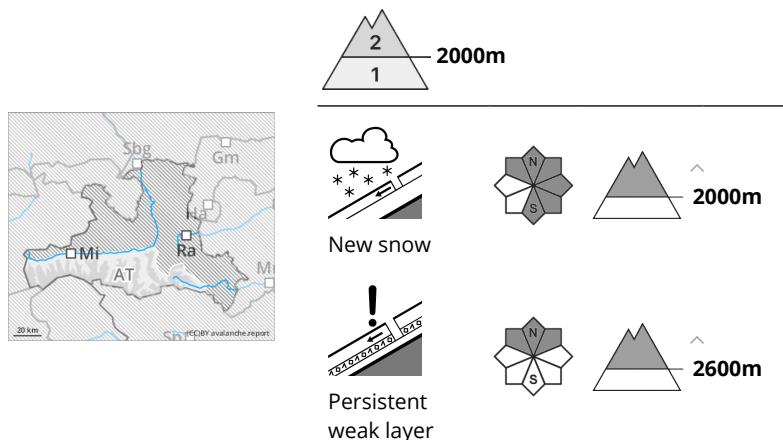 2
2000m
1
Sbg
Gm
Ha
Mi
Ra
AT
Mu
20 km
(CC)BY avalanche.report
N
S
2000m
New snow
N
S
2600m
Persistent
weak layer